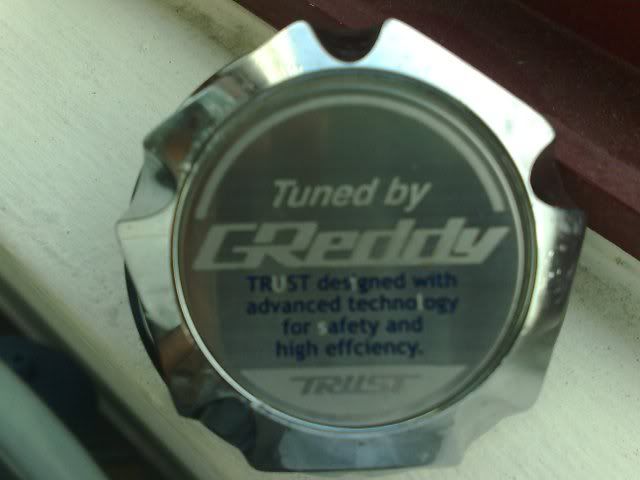 Tuned by
GReddy
TRUST designed with
advanced technology
for safety and
high effciency.
TRUST